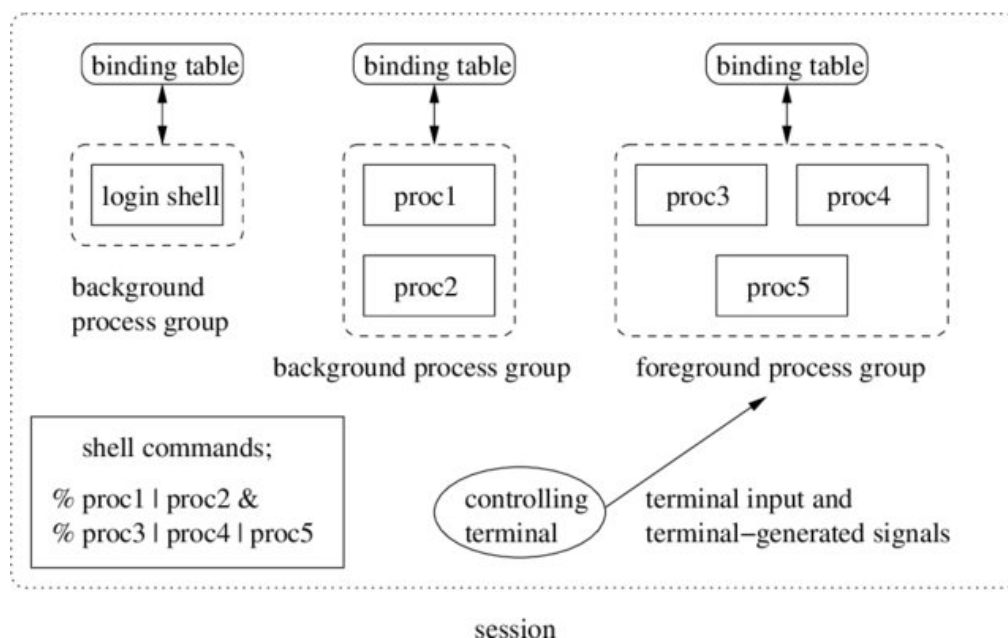 binding table
binding table
binding table
login shell
proc1
proc3
proc4
proc2
proc5
background
process group
background process group
foreground process group
shell commands;
% proc1 | proc2 &
% proc3 | proc4 | proc5
controlling
terminal
terminal input and
terminal−generated signals
session